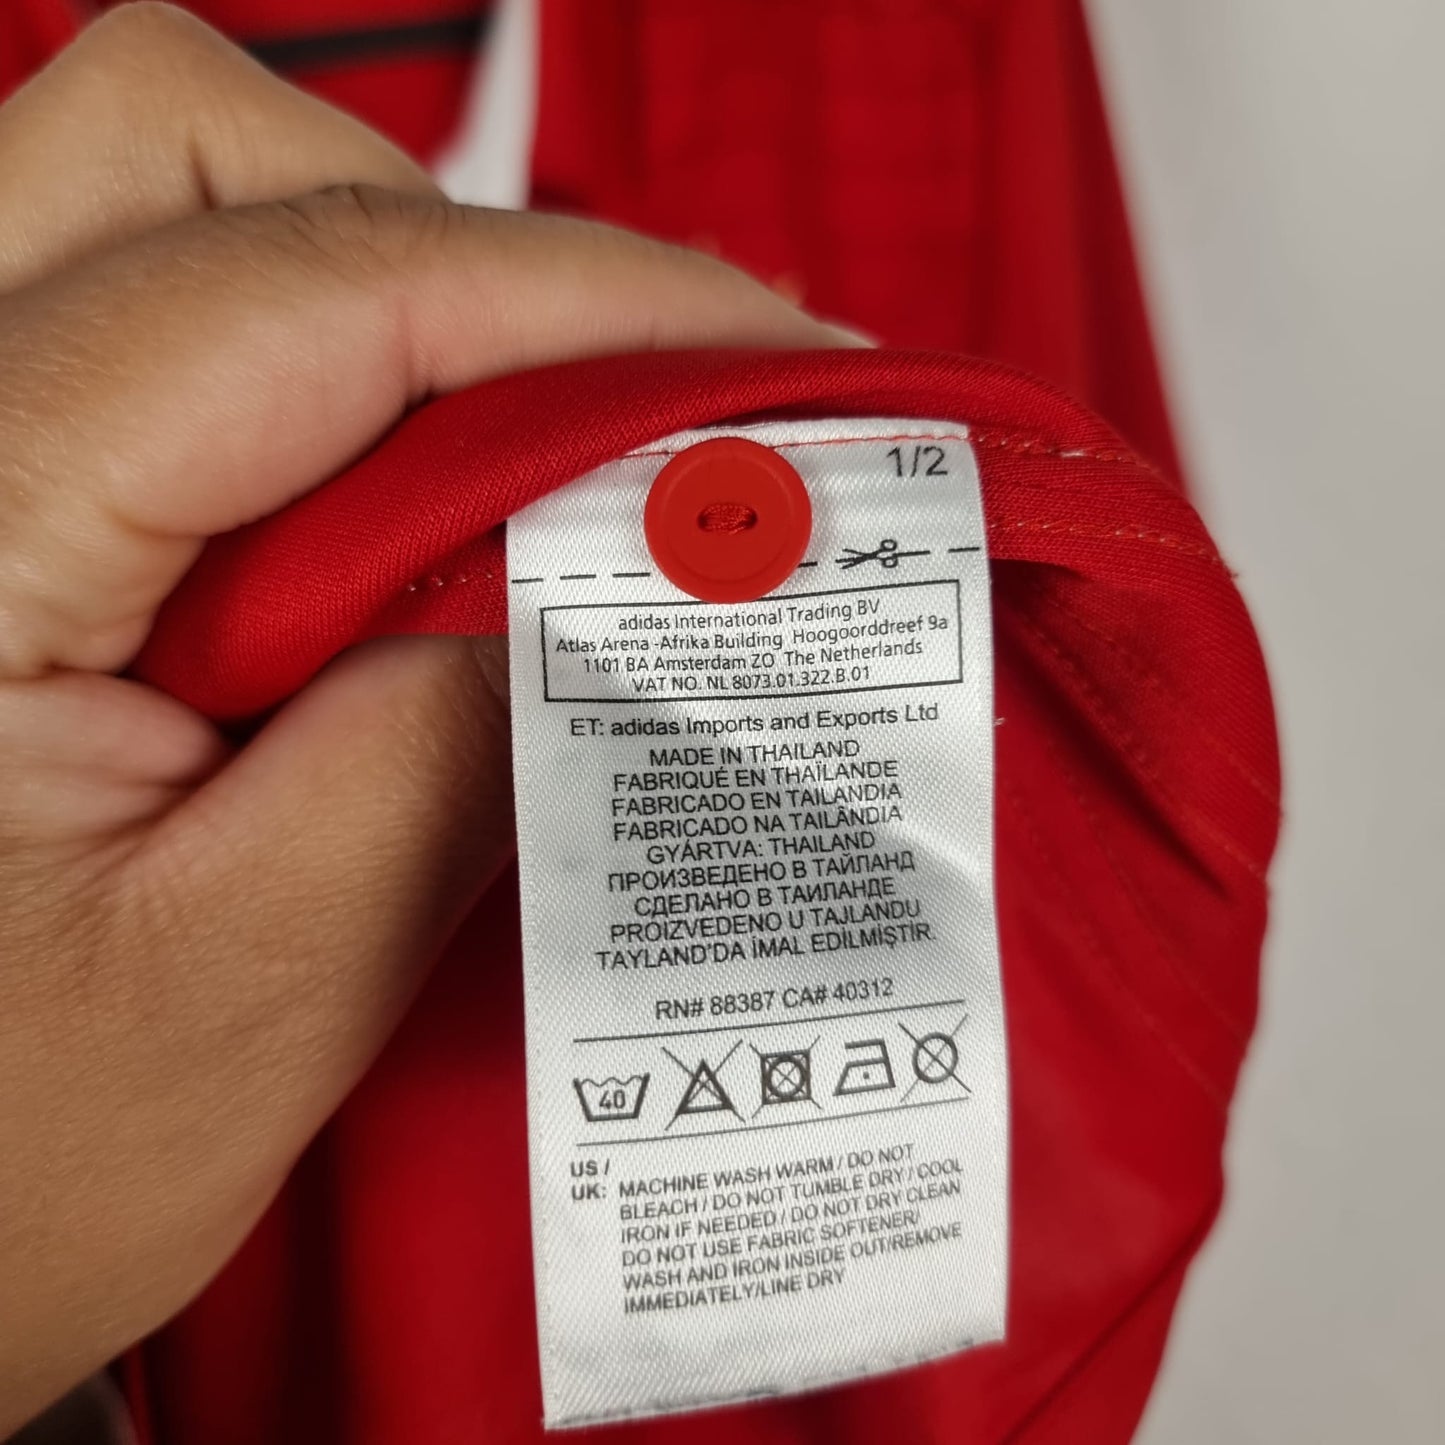 1/2
adidas International Trading BV
Atlas Arena -Afrika Building Hoogoorddreef 9a
1101 BA Amsterdam ZO The Netherlands
VAT NO. NL 8073.01.322.B.01
ET: adidas Imports and Exports Ltd
MADE IN THAILAND
FABRIQUÉ EN THAÏLANDE
FABRICADO EN TAILANDIA
FABRICADO NA TAILÂNDIA
GYÁRTVA: THAILAND
ПРОИЗВЕДЕНО В ТАЙЛАНД
СДЕЛАНО В ТАИЛАНДЕ
PROIZVEDENO U TAJLANDU
TAYLAND'DA İMAL EDİLMİŞTİR.
RN# 88387 CA# 40312
40
US /
UK: MACHINE WASH WARM / DO NOT
BLEACH / DO NOT TUMBLE DRY / COOL
IRON IF NEEDED / DO NOT DRY CLEAN
DO NOT USE FABRIC SOFTENER/
WASH AND IRON INSIDE OUT/REMOVE
IMMEDIATELY/LINE DRY